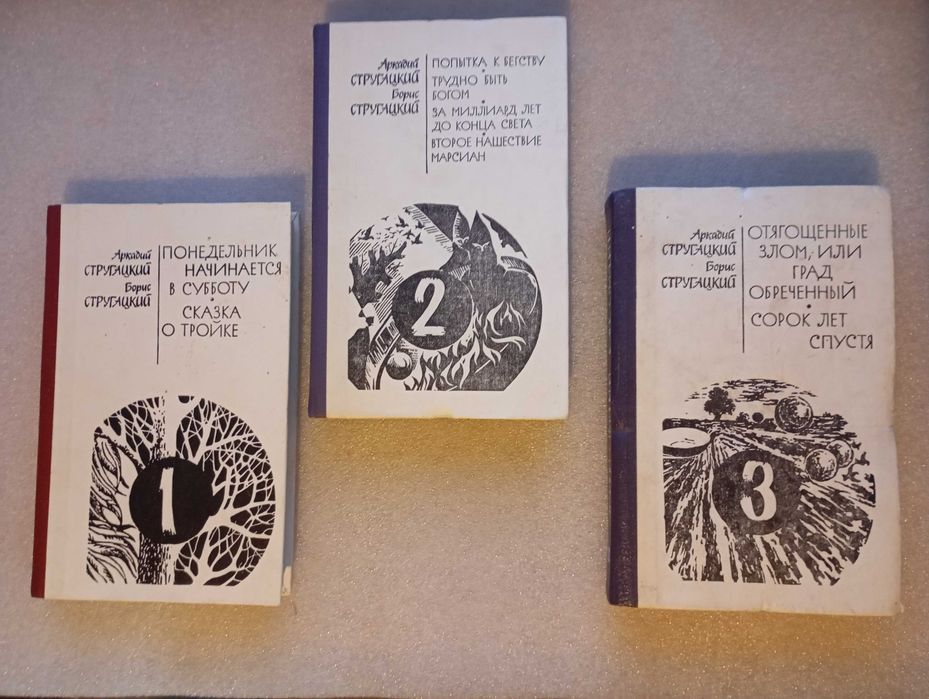 Аркадий
СТРУГАЦКИЙ
Борис
СТРУГАЦКИЙ
ПОНЕДЕЛЬНИК
НАЧИНАЕТСЯ
В СУББОТУ
•
СКАЗКА
О ТРОЙКЕ
1
Аркадий
СТРУГАЦКИЙ
Борис
СТРУГАЦКИЙ
ПОПЫТКА К БЕГСТВУ
•
ТРУДНО БЫТЬ
БОГОМ •
ЗА МИЛЛИАРД ЛЕТ
ДО КОНЦА СВЕТА
•
ВТОРОЕ НАШЕСТВИЕ
МАРСИАН
2
Аркадий
СТРУГАЦКИЙ
Борис
СТРУГАЦКИЙ
ОТЯГОЩЕННЫЕ
ЗЛОМ, ИЛИ
ГРАД
ОБРЕЧЕННЫЙ
•
СОРОК ЛЕТ
СПУСТЯ
3